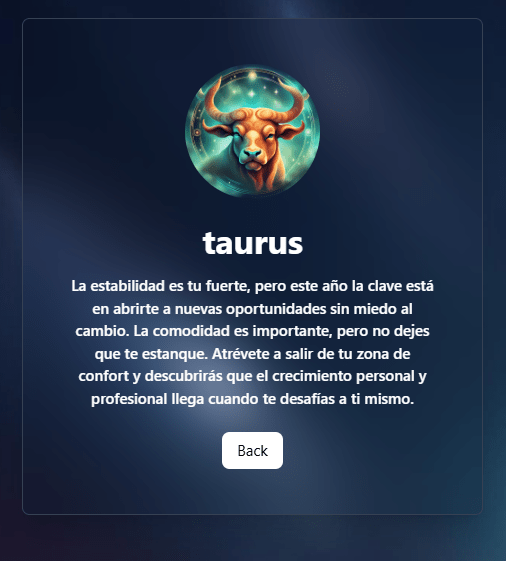 taurus
La estabilidad es tu fuerte, pero este año la clave está
en abrirte a nuevas oportunidades sin miedo al
cambio. La comodidad es importante, pero no dejes
que te estanque. Atrévete a salir de tu zona de
confort y descubrirás que el crecimiento personal y
profesional llega cuando te desafías a ti mismo.
Back